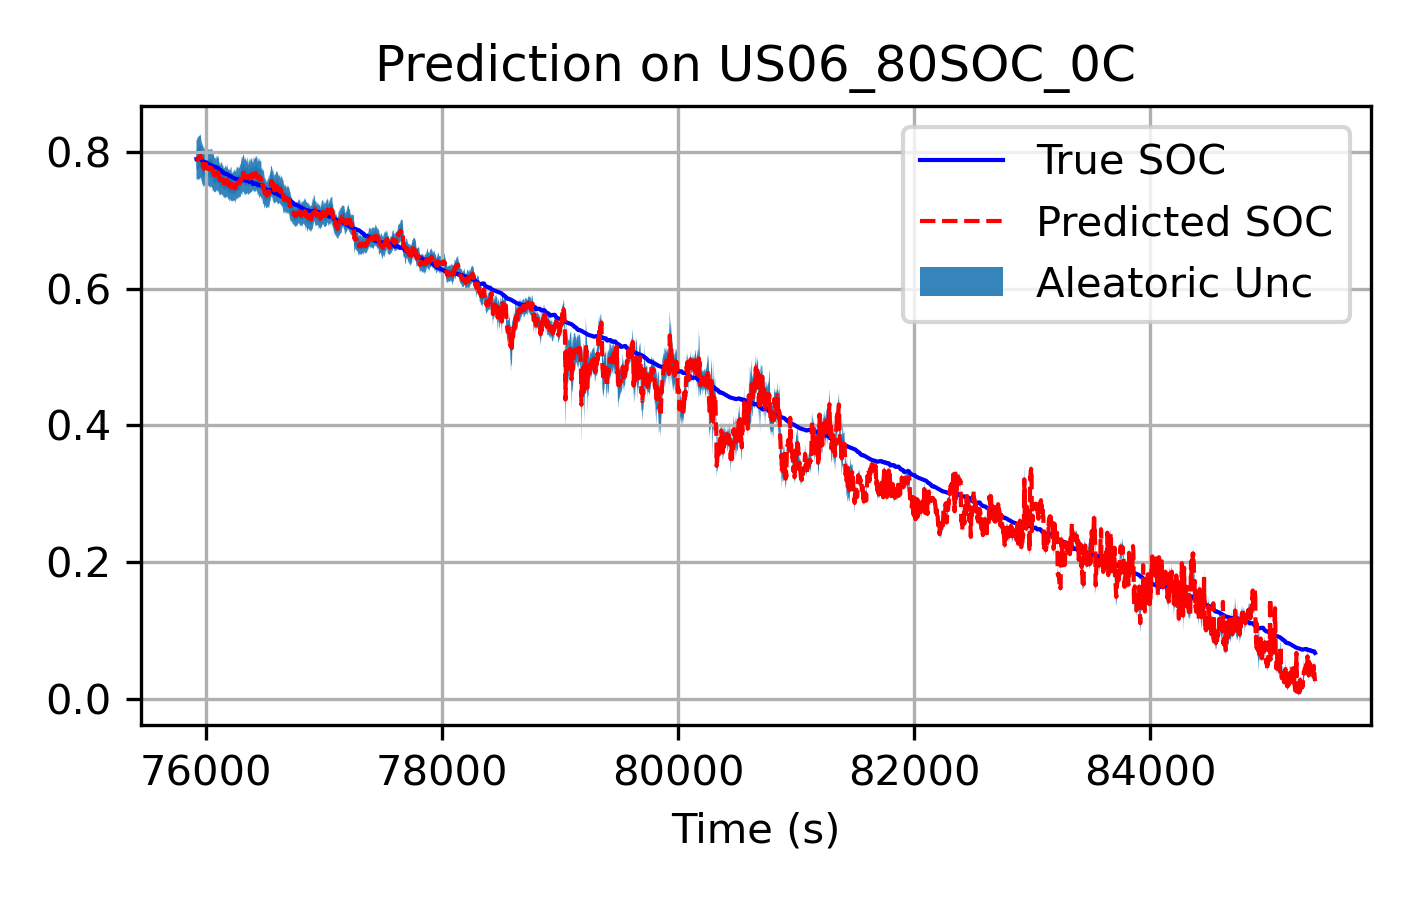 Prediction on US06_80SOC_0C
True SOC
Predicted SOC
Aleatoric Unc
0.8
0.6
0.4
0.2
0.0
76000 78000 80000 82000 84000
Time (s)